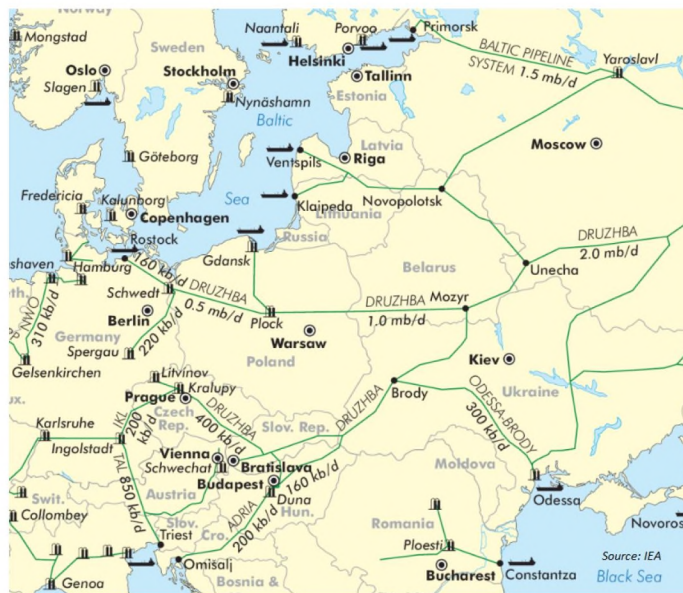 Norway
Mongstad
Sweden
Naantali
Porvoo
Primorsk
Helsinki
BALTIC PIPELINE
SYSTEM 1.5 mb/d
Yaroslavl
Oslo
Stockholm
Tallinn
Slagen
Nynäshamn
Estonia
Baltic
Latvia
Moscow
Göteborg
Ventspils
Riga
Fredericia
Kalunborg
Sea
Klaipeda
Novopolotsk
Copenhagen
Lithuania
Rostock
Russia
DRUZHBA
2.0 mb/d
shaven
Hamburg
160 kb/d
Gdansk
Belarus
Unecha
eth.
NWO
310 kb/d
Schwedt
DRUZHBA
0.5 mb/d
DRUZHBA
1.0 mb/d
Mozyr
Berlin
220 kb/d
Plock
Germany
Warsaw
Spergau
Poland
Kiev
Gelsenkirchen
Litvínov
Kralupy
Ukraine
ux.
Prague
Brody
Czech
Rep.
IKL
200
kb/d
DRUZHBA
400 kb/d
DRUZHBA
ODESSA-BRODY
300 kb/d
Karlsruhe
Slov. Rep.
Ingolstadt
Vienna
Schwechat
Bratislava
Moldova
TAL 850 kb/d
Budapest
160 kb/d
Swit.
Austria
Duna
Odessa
Collombey
Slov.
Hun.
Romania
Cro.
ADRIA
200 kb/d
Triest
Ploesti
Novoros
Omisalj
Source: IEA
Genoa
Bosnia &
Bucharest
Constantza
Black Sea